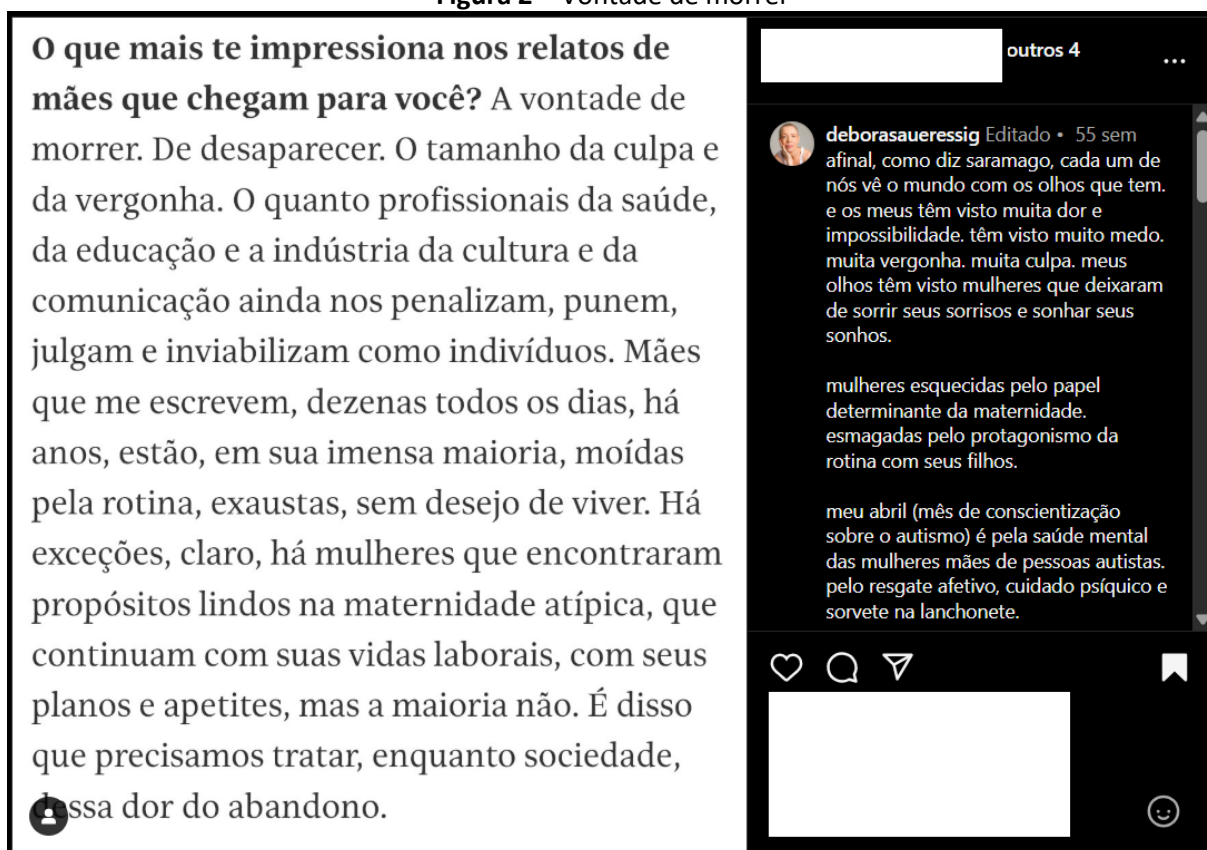 Figura 2 – Vontade de morrer
O que mais te impressiona nos relatos de
mães que chegam para você? A vontade de
morrer. De desaparecer. O tamanho da culpa e
da vergonha. O quanto profissionais da saúde,
da educação e a indústria da cultura e da
comunicação ainda nos penalizam, punem,
julgam e inviabilizam como indivíduos. Mães
que me escrevem, dezenas todos os dias, há
anos, estão, em sua imensa maioria, moídas
pela rotina, exaustas, sem desejo de viver. Há
exceções, claro, há mulheres que encontraram
propósitos lindos na maternidade atípica, que
continuam com suas vidas laborais, com seus
planos e apetites, mas a maioria não. É disso
que precisamos tratar, enquanto sociedade,
dessa dor do abandono.
outros 4
deborasaueressig Editado • 55 sem
afinal, como diz saramago, cada um de
nós vê o mundo com os olhos que tem.
e os meus têm visto muita dor e
impossibilidade. têm visto muito medo.
muita vergonha. muita culpa. meus
olhos têm visto mulheres que deixaram
de sorrir seus sorrisos e sonhar seus
sonhos.
mulheres esquecidas pelo papel
determinante da maternidade.
esmagadas pelo protagonismo da
rotina com seus filhos.
meu abril (mês de conscientização
sobre o autismo) é pela saúde mental
das mulheres mães de pessoas autistas.
pelo resgate afetivo, cuidado psíquico e
sorvete na lanchonete.